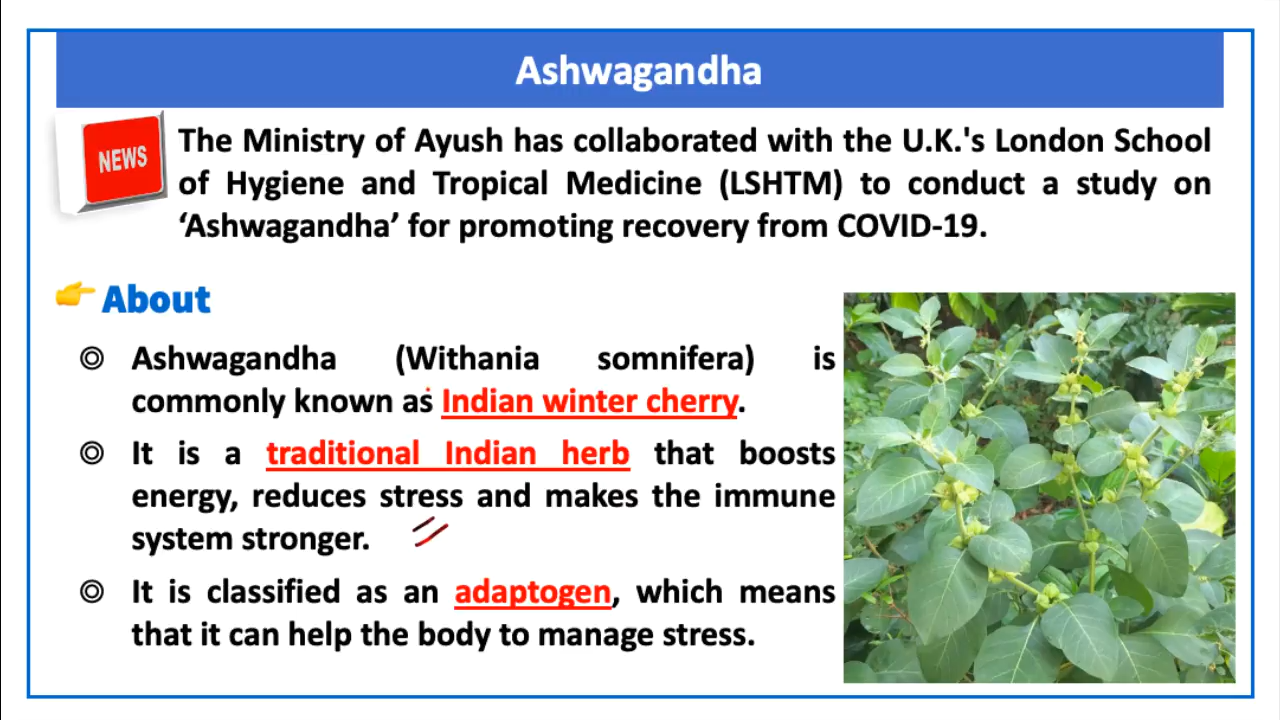 Ashwagandha
NEWS
The Ministry of Ayush has collaborated with the U.K.'s London School
of Hygiene and Tropical Medicine (LSHTM) to conduct a study on
‘Ashwagandha’ for promoting recovery from COVID-19.
About
Ashwagandha (Withania somnifera) is
commonly known as Indian winter cherry.
It is a traditional Indian herb that boosts
energy, reduces stress and makes the immune
system stronger.
It is classified as an adaptogen, which means
that it can help the body to manage stress.